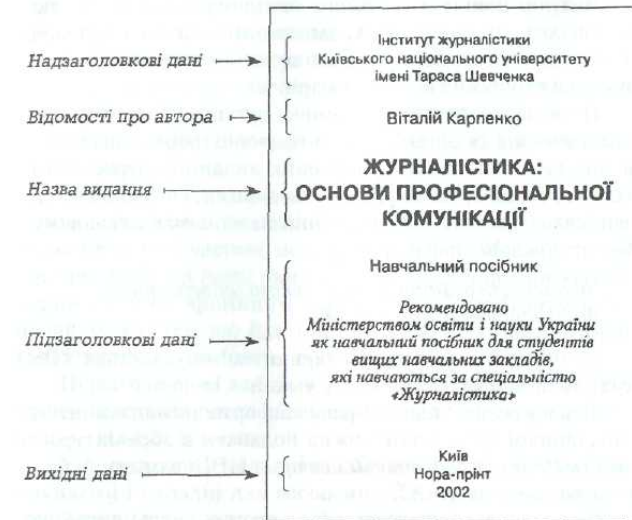 Надзаголовкові дані
Інститут журналістики
Київського національного університету
імені Тараса Шевченка
Відомості про автора
Віталій Карпенко
Назва видання
ЖУРНАЛІСТИКА:
ОСНОВИ ПРОФЕСІОНАЛЬНОЇ
КОМУНІКАЦІЇ
Підзаголовкові дані
Навчальний посібник
Рекомендовано
Міністерством освіти і науки України
як навчальний посібник для студентів
вищих навчальних закладів,
які навчаються за спеціальністо
«Журналістика»
Вихідні дані
Київ
Нора-прінт
2002